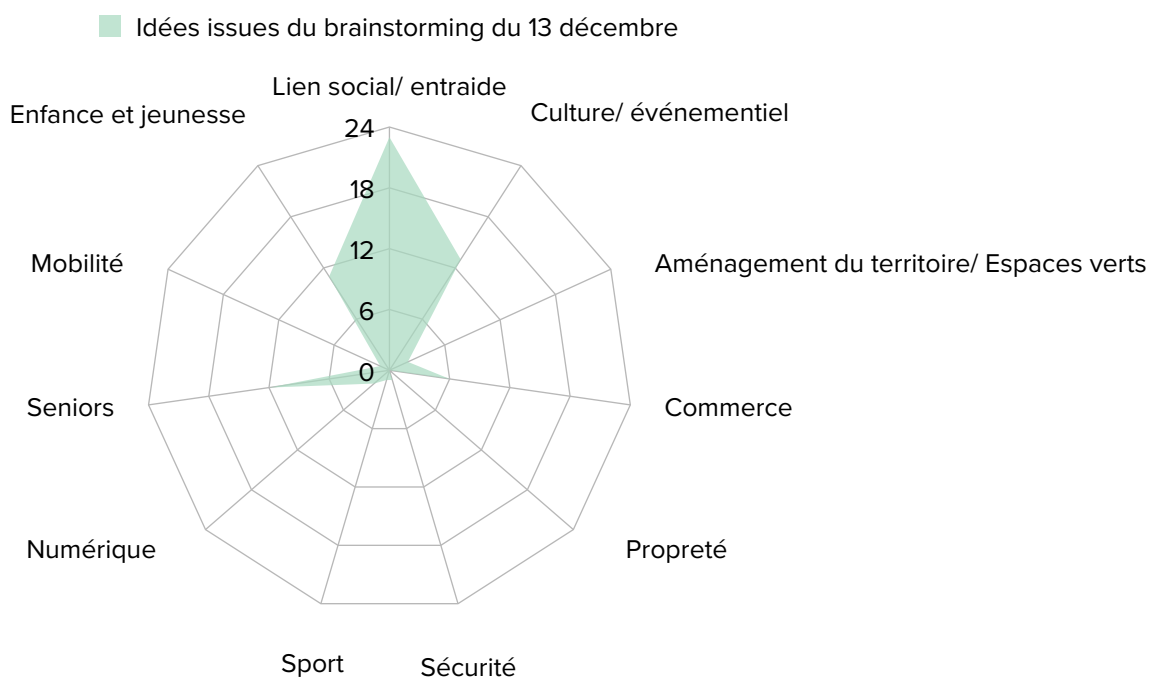 Idées issues du brainstorming du 13 décembre
Lien social/ entraide
Enfance et jeunesse
Culture/ événementiel
24
18
12
6
0
Mobilité
Aménagement du territoire/ Espaces verts
Seniors
Commerce
Numérique
Propreté
Sport
Sécurité